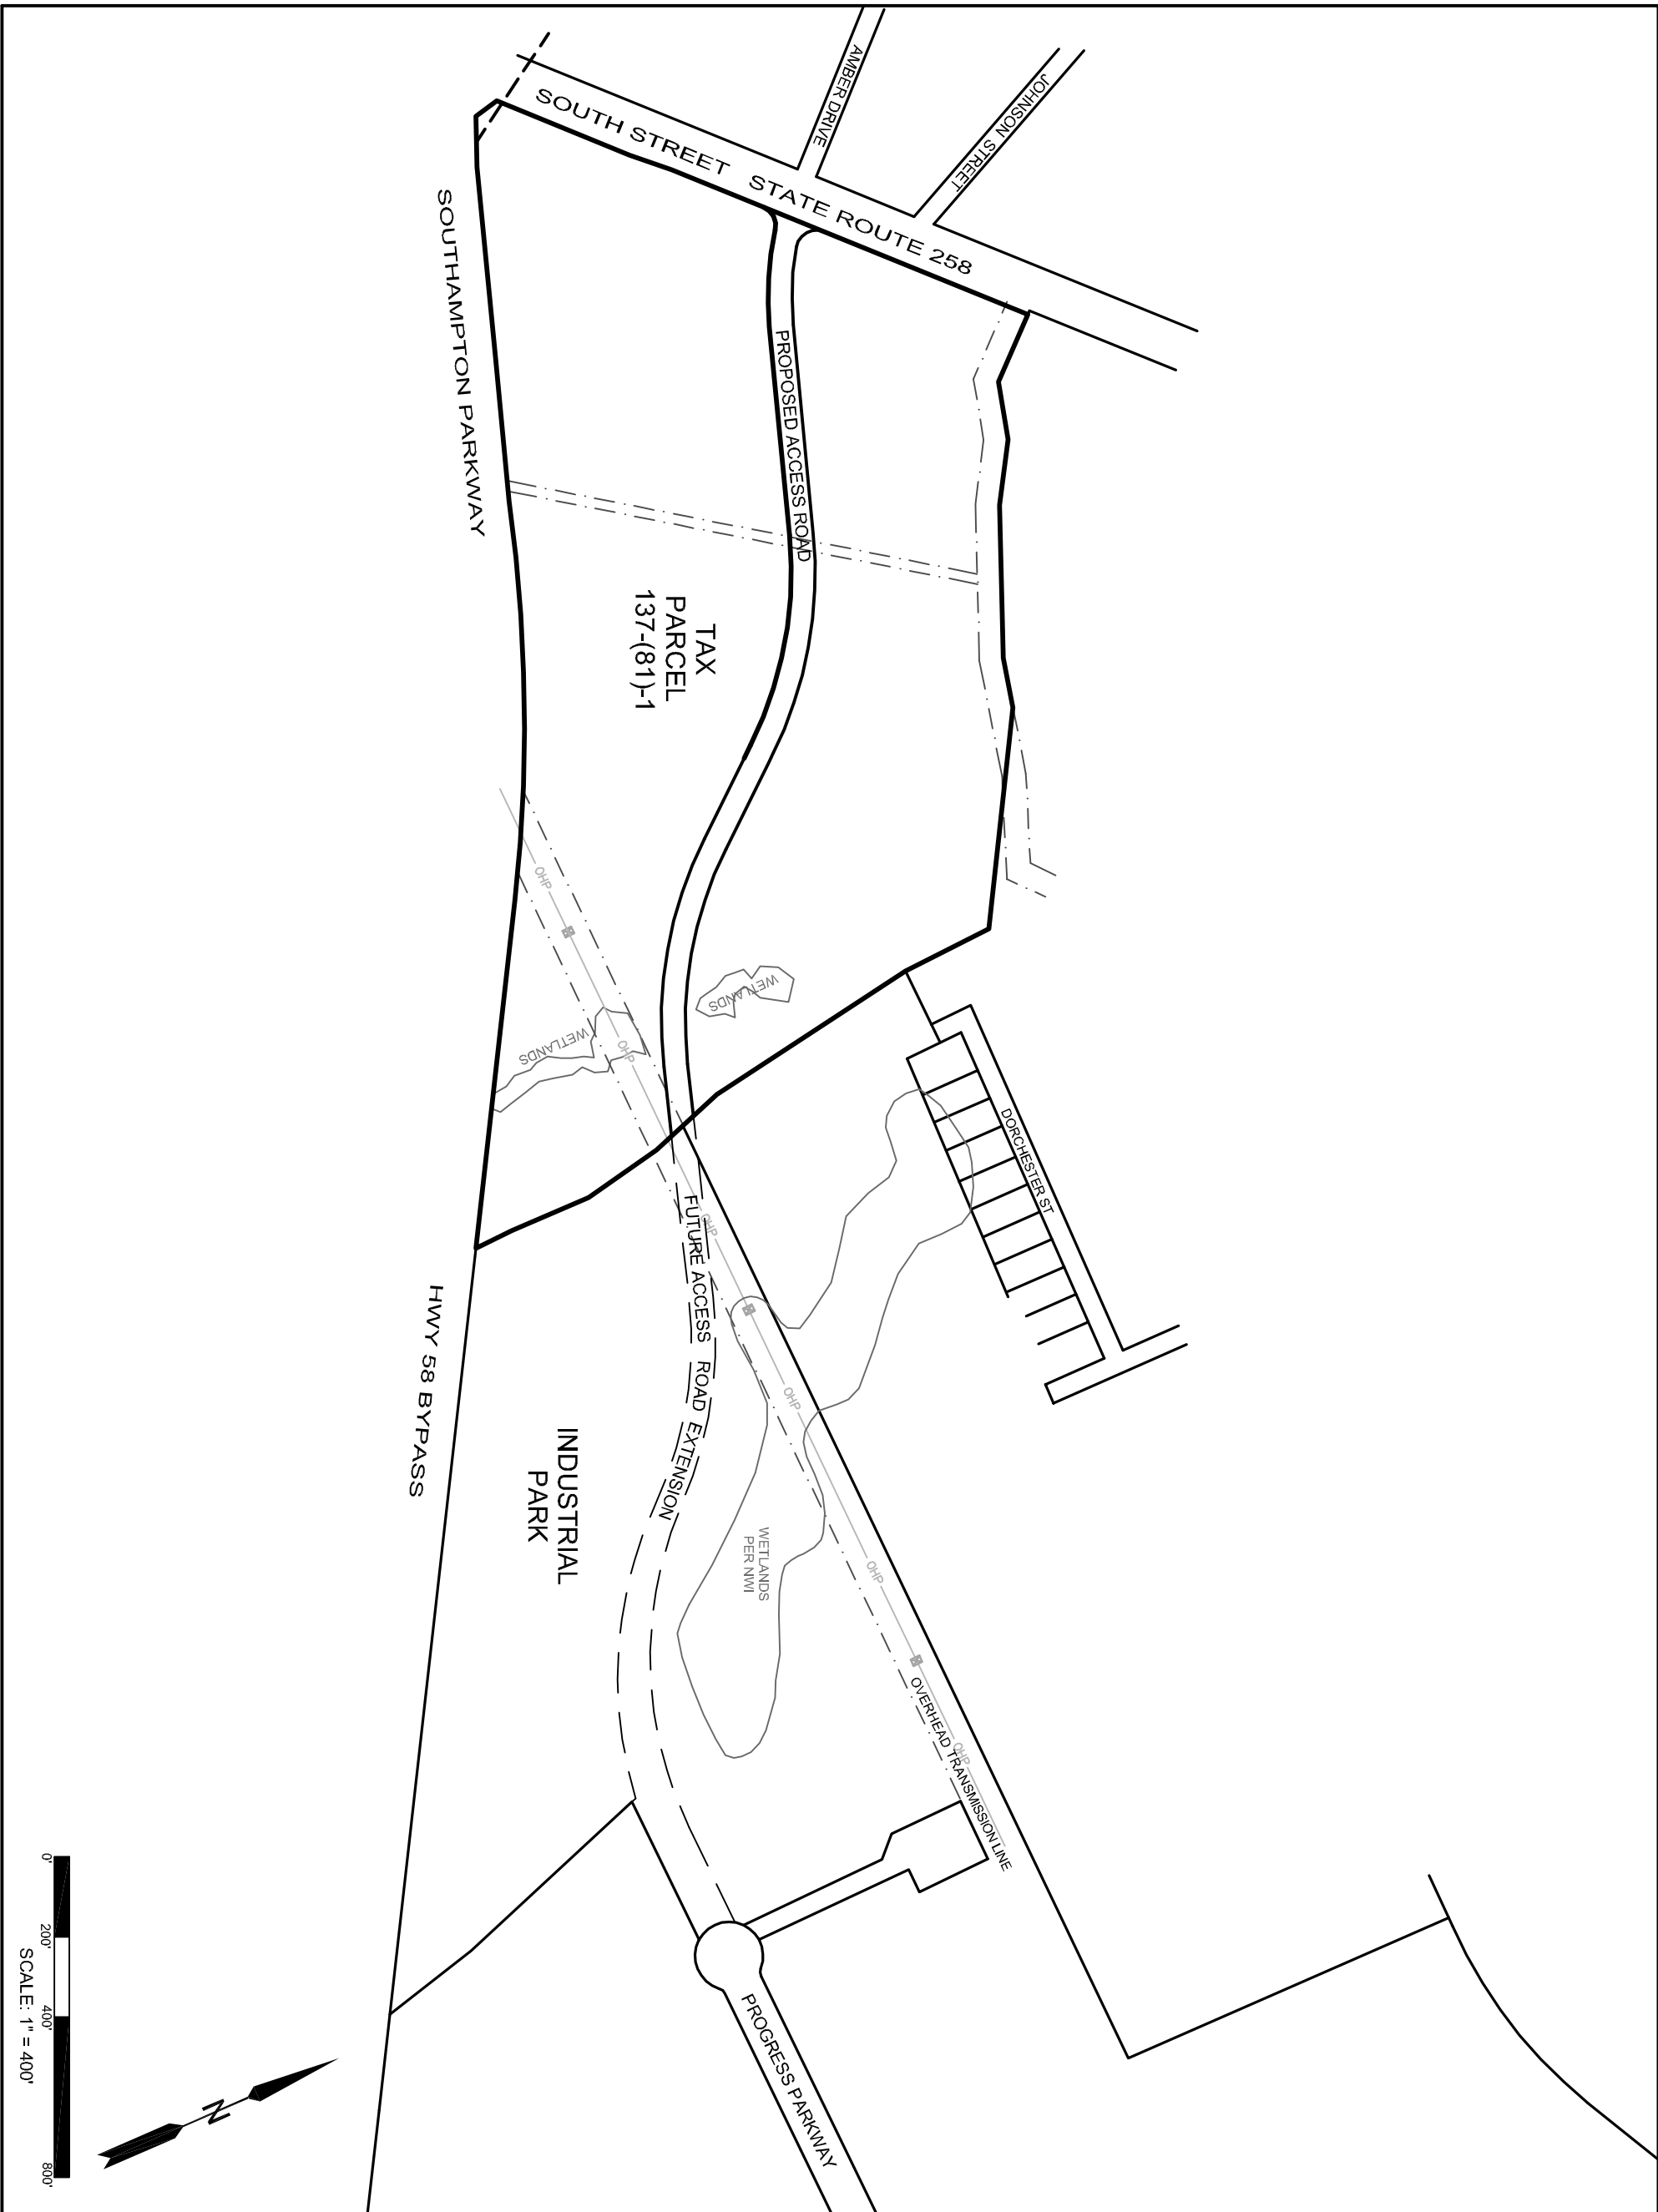 JOHNSON STREET
AMBER DRIVE
SOUTH STREET   STATE ROUTE 258
PROPOSED ACCESS ROAD
SOUTHAMPTON PARKWAY
TAX
PARCEL
137-(81)-1
OHP
WETLANDS
WETLANDS
OHP
DORCHESTER ST
OHP
FUTURE ACCESS ROAD EXTENSION
HWY 58 BYPASS
OHP
INDUSTRIAL
PARK
WETLANDS
PER NWI
OHP
OHP
OVERHEAD TRANSMISSION LINE
PROGRESS PARKWAY
0'
200'
400'
800'
SCALE: 1" = 400'
N